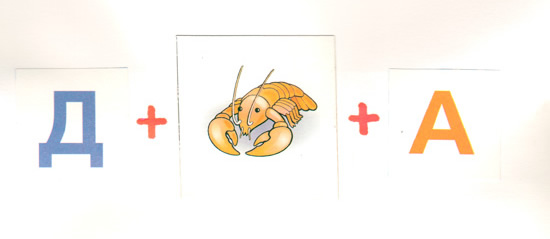 Д + + А